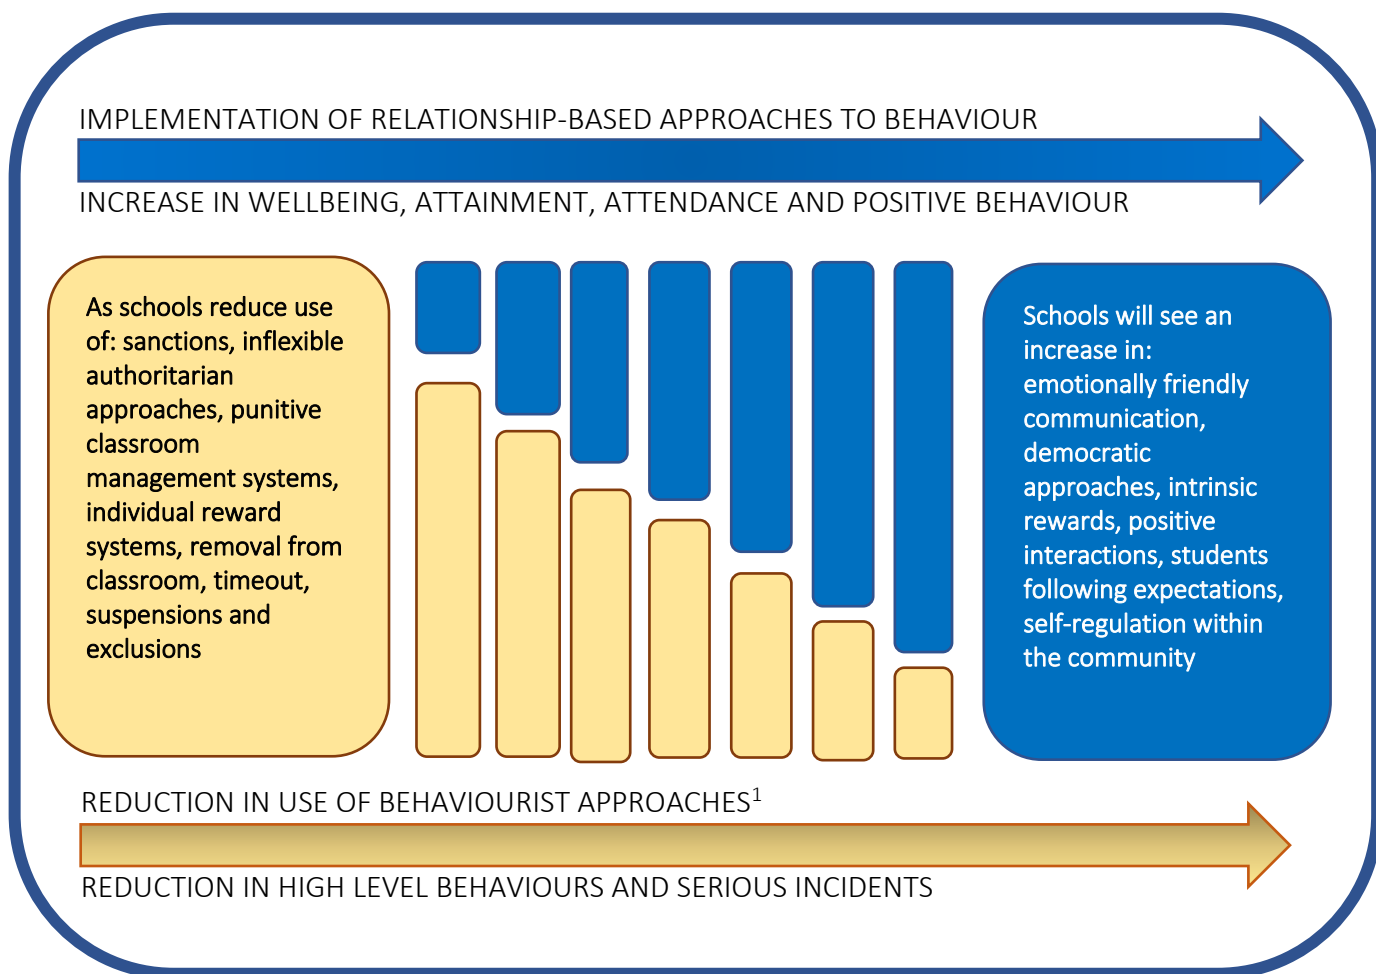 IMPLEMENTATION OF RELATIONSHIP-BASED APPROACHES TO BEHAVIOUR
INCREASE IN WELLBEING, ATTAINMENT, ATTENDANCE AND POSITIVE BEHAVIOUR
As schools reduce use
of: sanctions, inflexible
authoritarian
approaches, punitive
classroom
management systems,
individual reward
systems, removal from
classroom, timeout,
suspensions and
exclusions
Schools will see an
increase in:
emotionally friendly
communication,
democratic
approaches, intrinsic
rewards, positive
interactions, students
following expectations,
self-regulation within
the community
REDUCTION IN USE OF BEHAVIOURIST APPROACHES¹
REDUCTION IN HIGH LEVEL BEHAVIOURS AND SERIOUS INCIDENTS